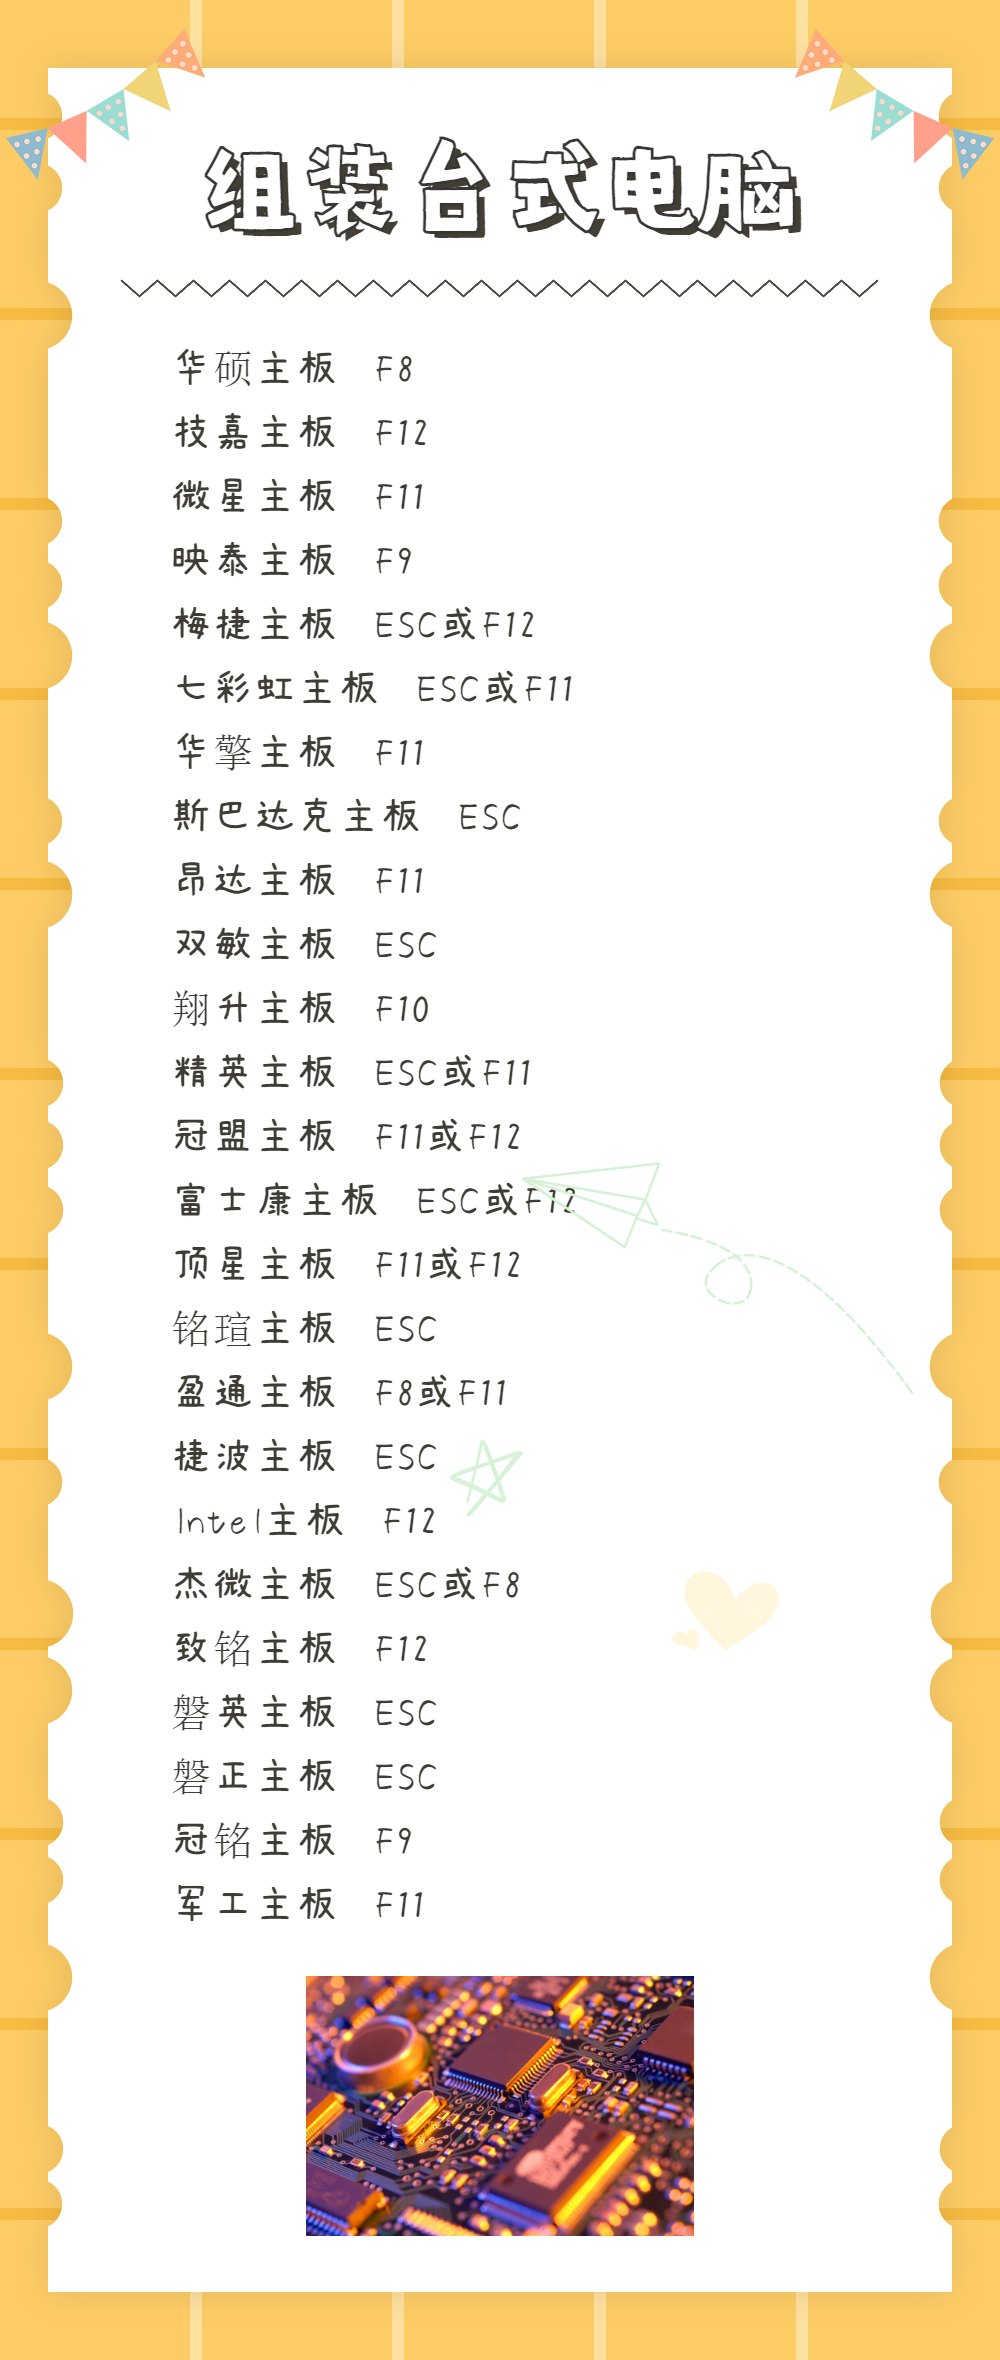 组装台式电脑
华硕主板 F8
技嘉主板 F12
微星主板 F11
映泰主板 F9
梅捷主板 ESC或F12
七彩虹主板 ESC或F11
华擎主板 F11
斯巴达克主板 ESC
昂达主板 F11
双敏主板 ESC
翔升主板 F10
精英主板 ESC或F11
冠盟主板 F11或F12
富士康主板 ESC或F12
顶星主板 F11或F12
铭瑄主板 ESC
盈通主板 F8或F11
捷波主板 ESC
Intel主板 F12
杰微主板 ESC或F8
致铭主板 F12
磐英主板 ESC
磐正主板 ESC
冠铭主板 F9
军工主板 F11